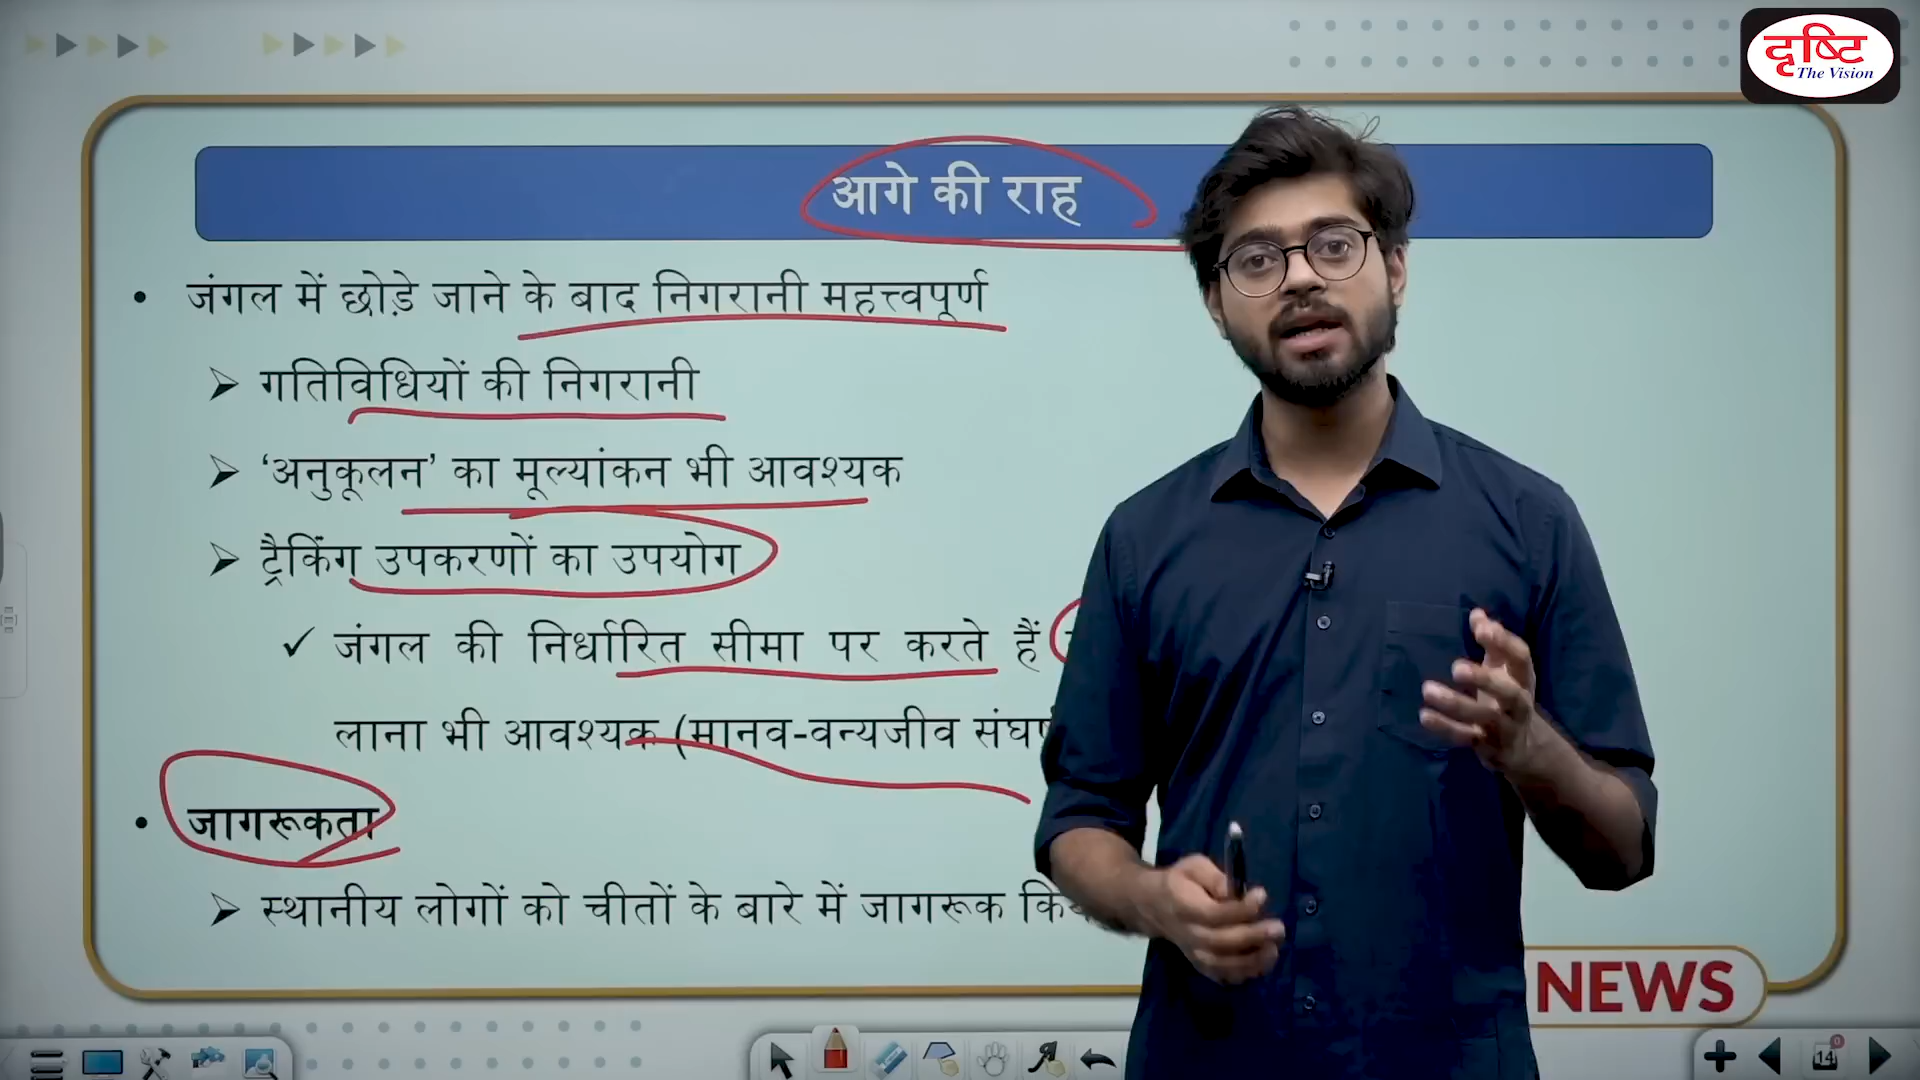 दृष्टि
The Vision
आगे की राह
• जंगल में छोड़े जाने के बाद निगरानी महत्त्वपूर्ण
➢ गतिविधियों की निगरानी
➢ ‘अनुकूलन’ का मूल्यांकन भी आवश्यक
➢ ट्रैकिंग उपकरणों का उपयोग
✓ जंगल की निर्धारित सीमा पर करते हैं
लाना भी आवश्यक (मानव-वन्यजीव
• जागरूकता
➢ स्थानीय लोगों को चीतों के बारे में जागरूक
NEWS
14
0